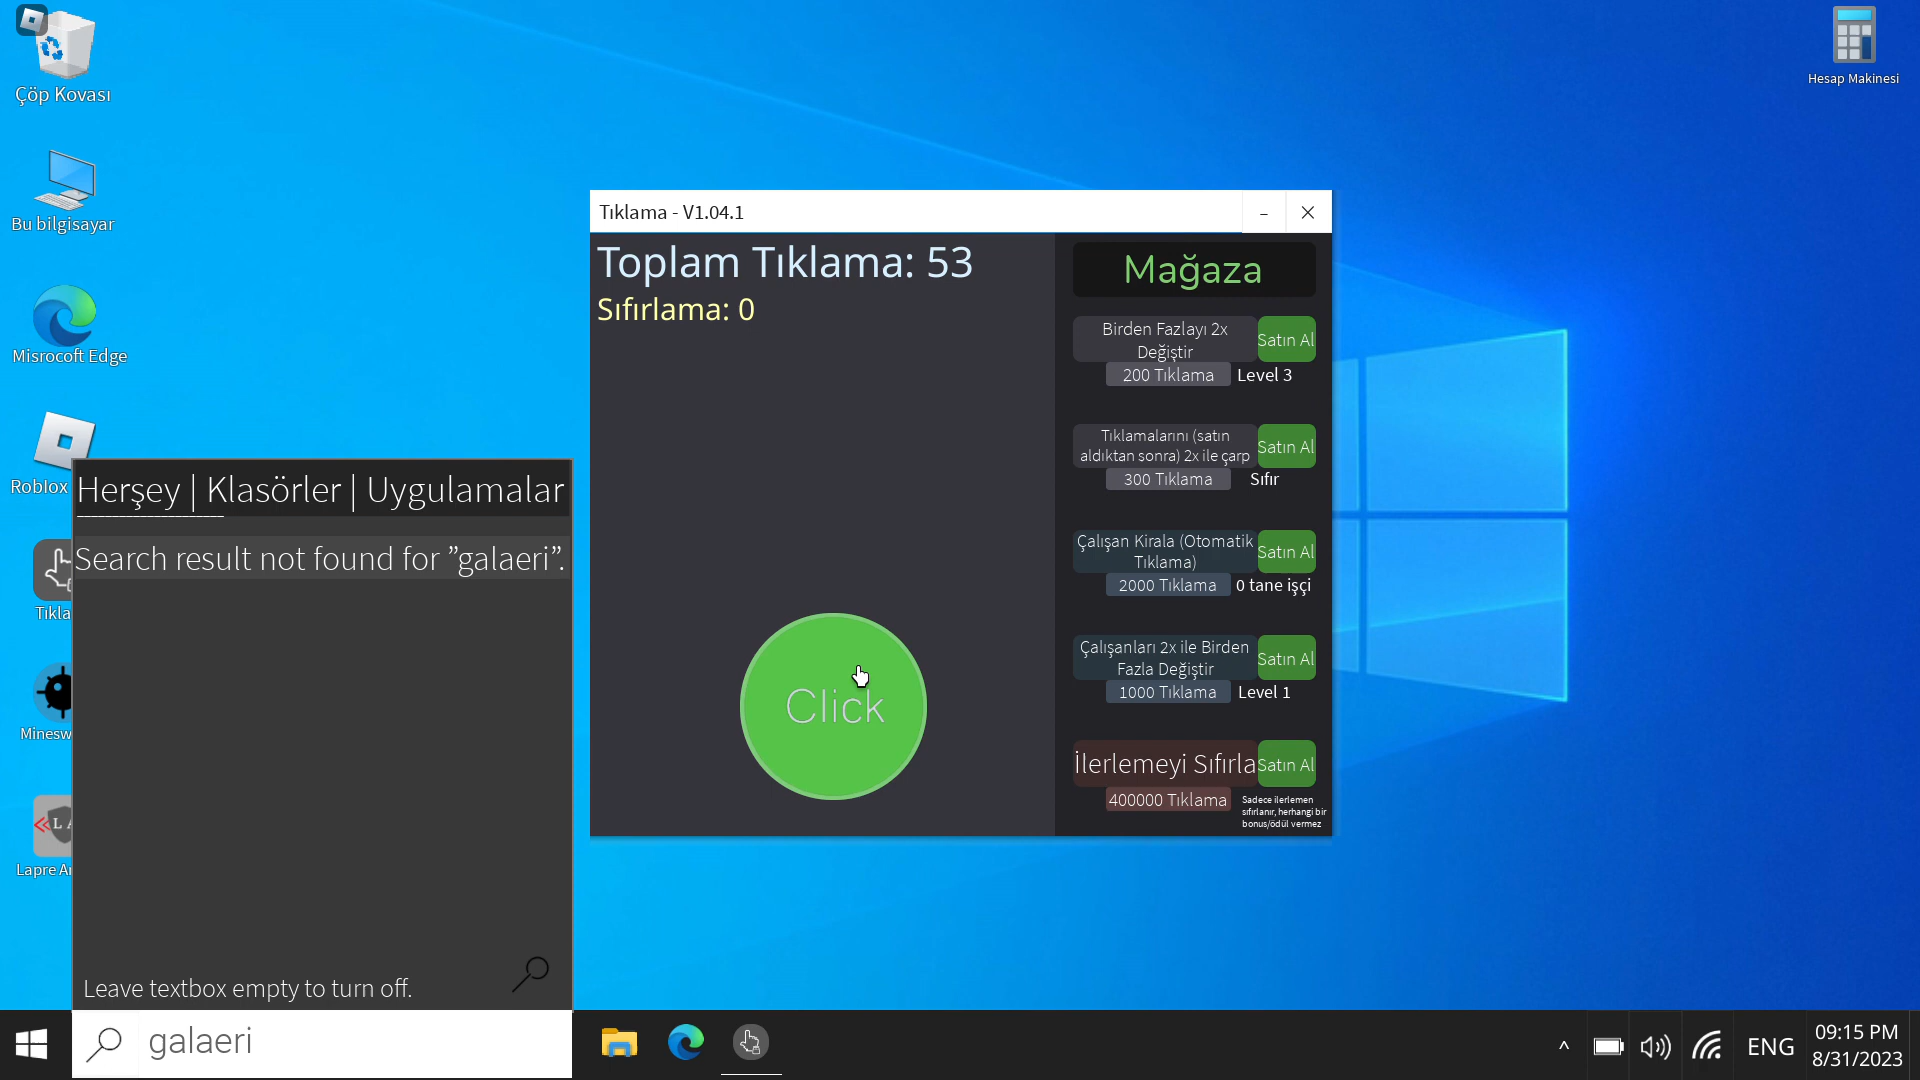 Çöp Kovası
Hesap Makinesi
Bu bilgisayar
Misrocoft Edge
Roblox
Tıkla
Minesw
Lapre A
Tıklama - V1.04.1
Toplam Tıklama: 53
Sıfırlama: 0
Click
Mağaza
Birden Fazlayı 2x
Değiştir
Satın Al
200 Tıklama
Level 3
Tıklamalarını (satın
aldıktan sonra) 2x ile çarp
Satın Al
300 Tıklama
Sıfır
Çalışan Kirala (Otomatik
Tıklama)
Satın Al
2000 Tıklama
0 tane işçi
Çalışanları 2x ile Birden
Fazla Değiştir
Satın Al
1000 Tıklama
Level 1
İlerlemeyi Sıfırla
Satın Al
400000 Tıklama
Sadece ilerlemen
sıfırlanır, herhangi bir
bonus/ödül vermez
Herşey | Klasörler | Uygulamalar
Search result not found for ”galaeri”.
Leave textbox empty to turn off.
galaeri
ENG
09:15 PM
8/31/2023